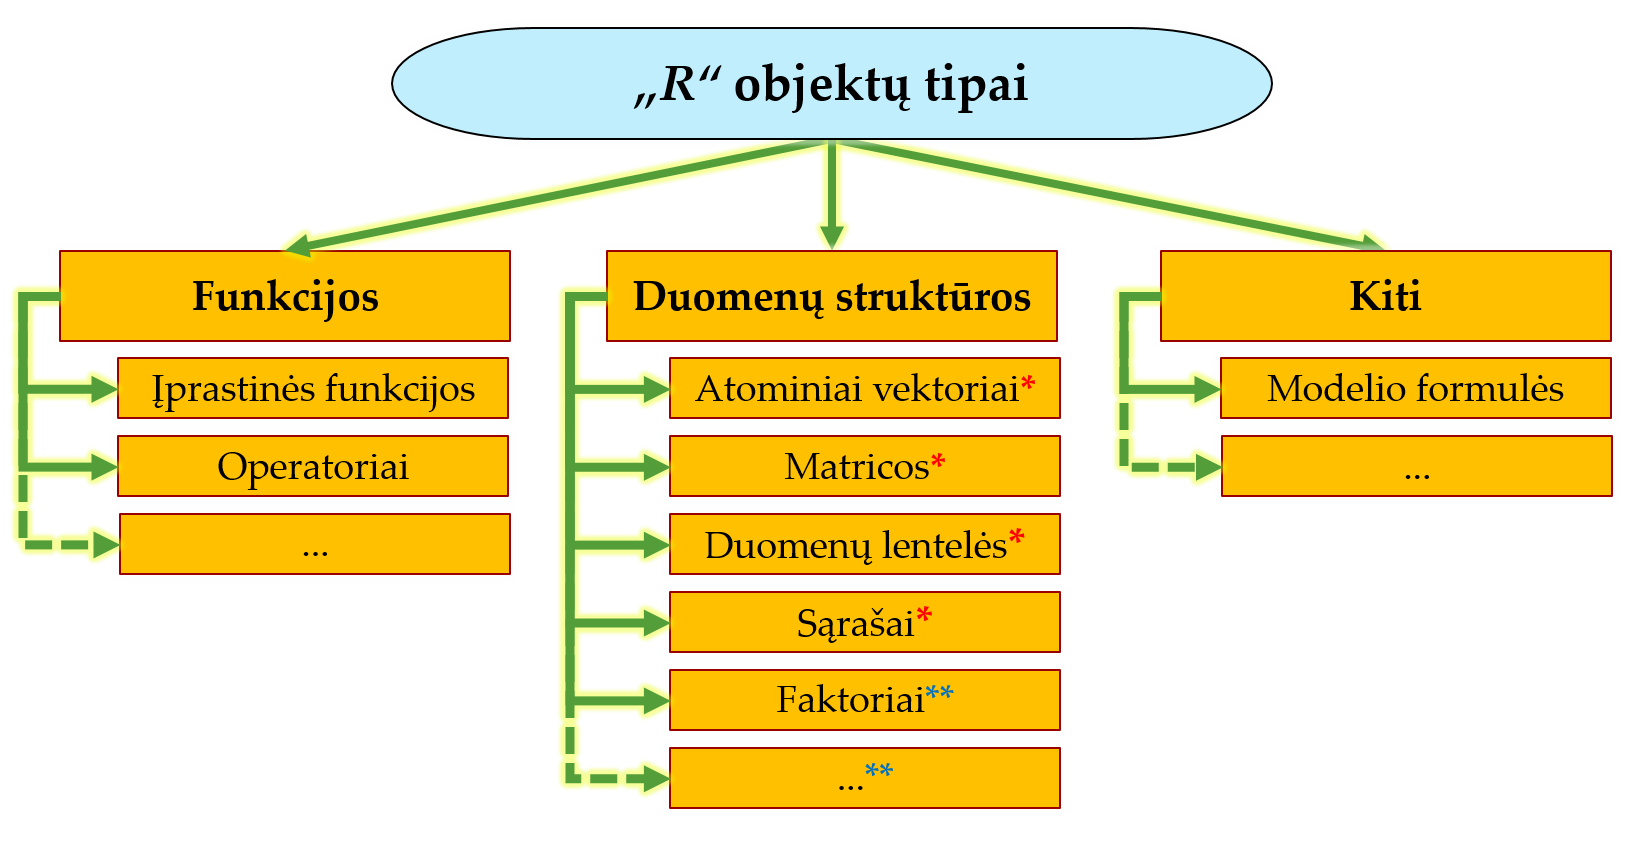 „R“ objektų tipai
Funkcijos
Įprastinės funkcijos
Operatoriai
...
Duomenų struktūros
Atominiai vektoriai*
Matricos*
Duomenų lentelės*
Sąrašai*
Faktoriai**
...**
Kiti
Modelio formulės
...